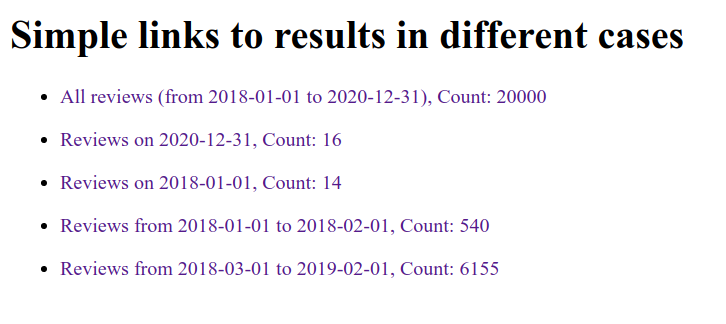 Simple links to results in different cases
All reviews (from 2018-01-01 to 2020-12-31), Count: 20000
Reviews on 2020-12-31, Count: 16
Reviews on 2018-01-01, Count: 14
Reviews from 2018-01-01 to 2018-02-01, Count: 540
Reviews from 2018-03-01 to 2019-02-01, Count: 6155